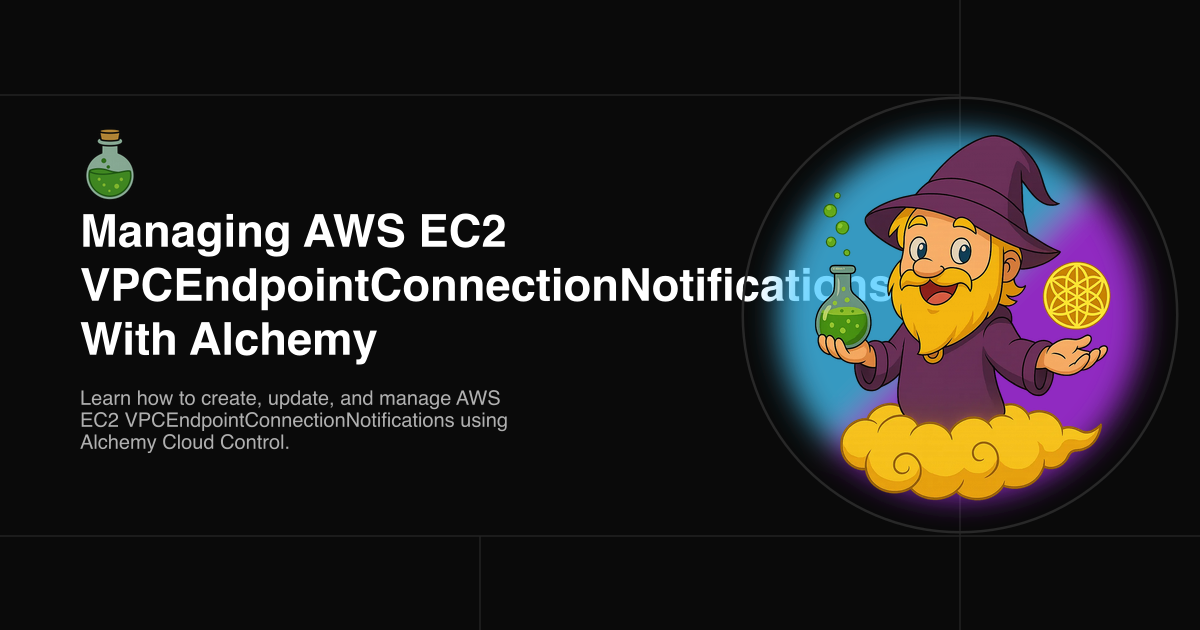 Managing AWS EC2
VPCEndpointConnectionNotifications
With Alchemy
Learn how to create, update, and manage AWS
EC2 VPCEndpointConnectionNotifications using
Alchemy Cloud Control.